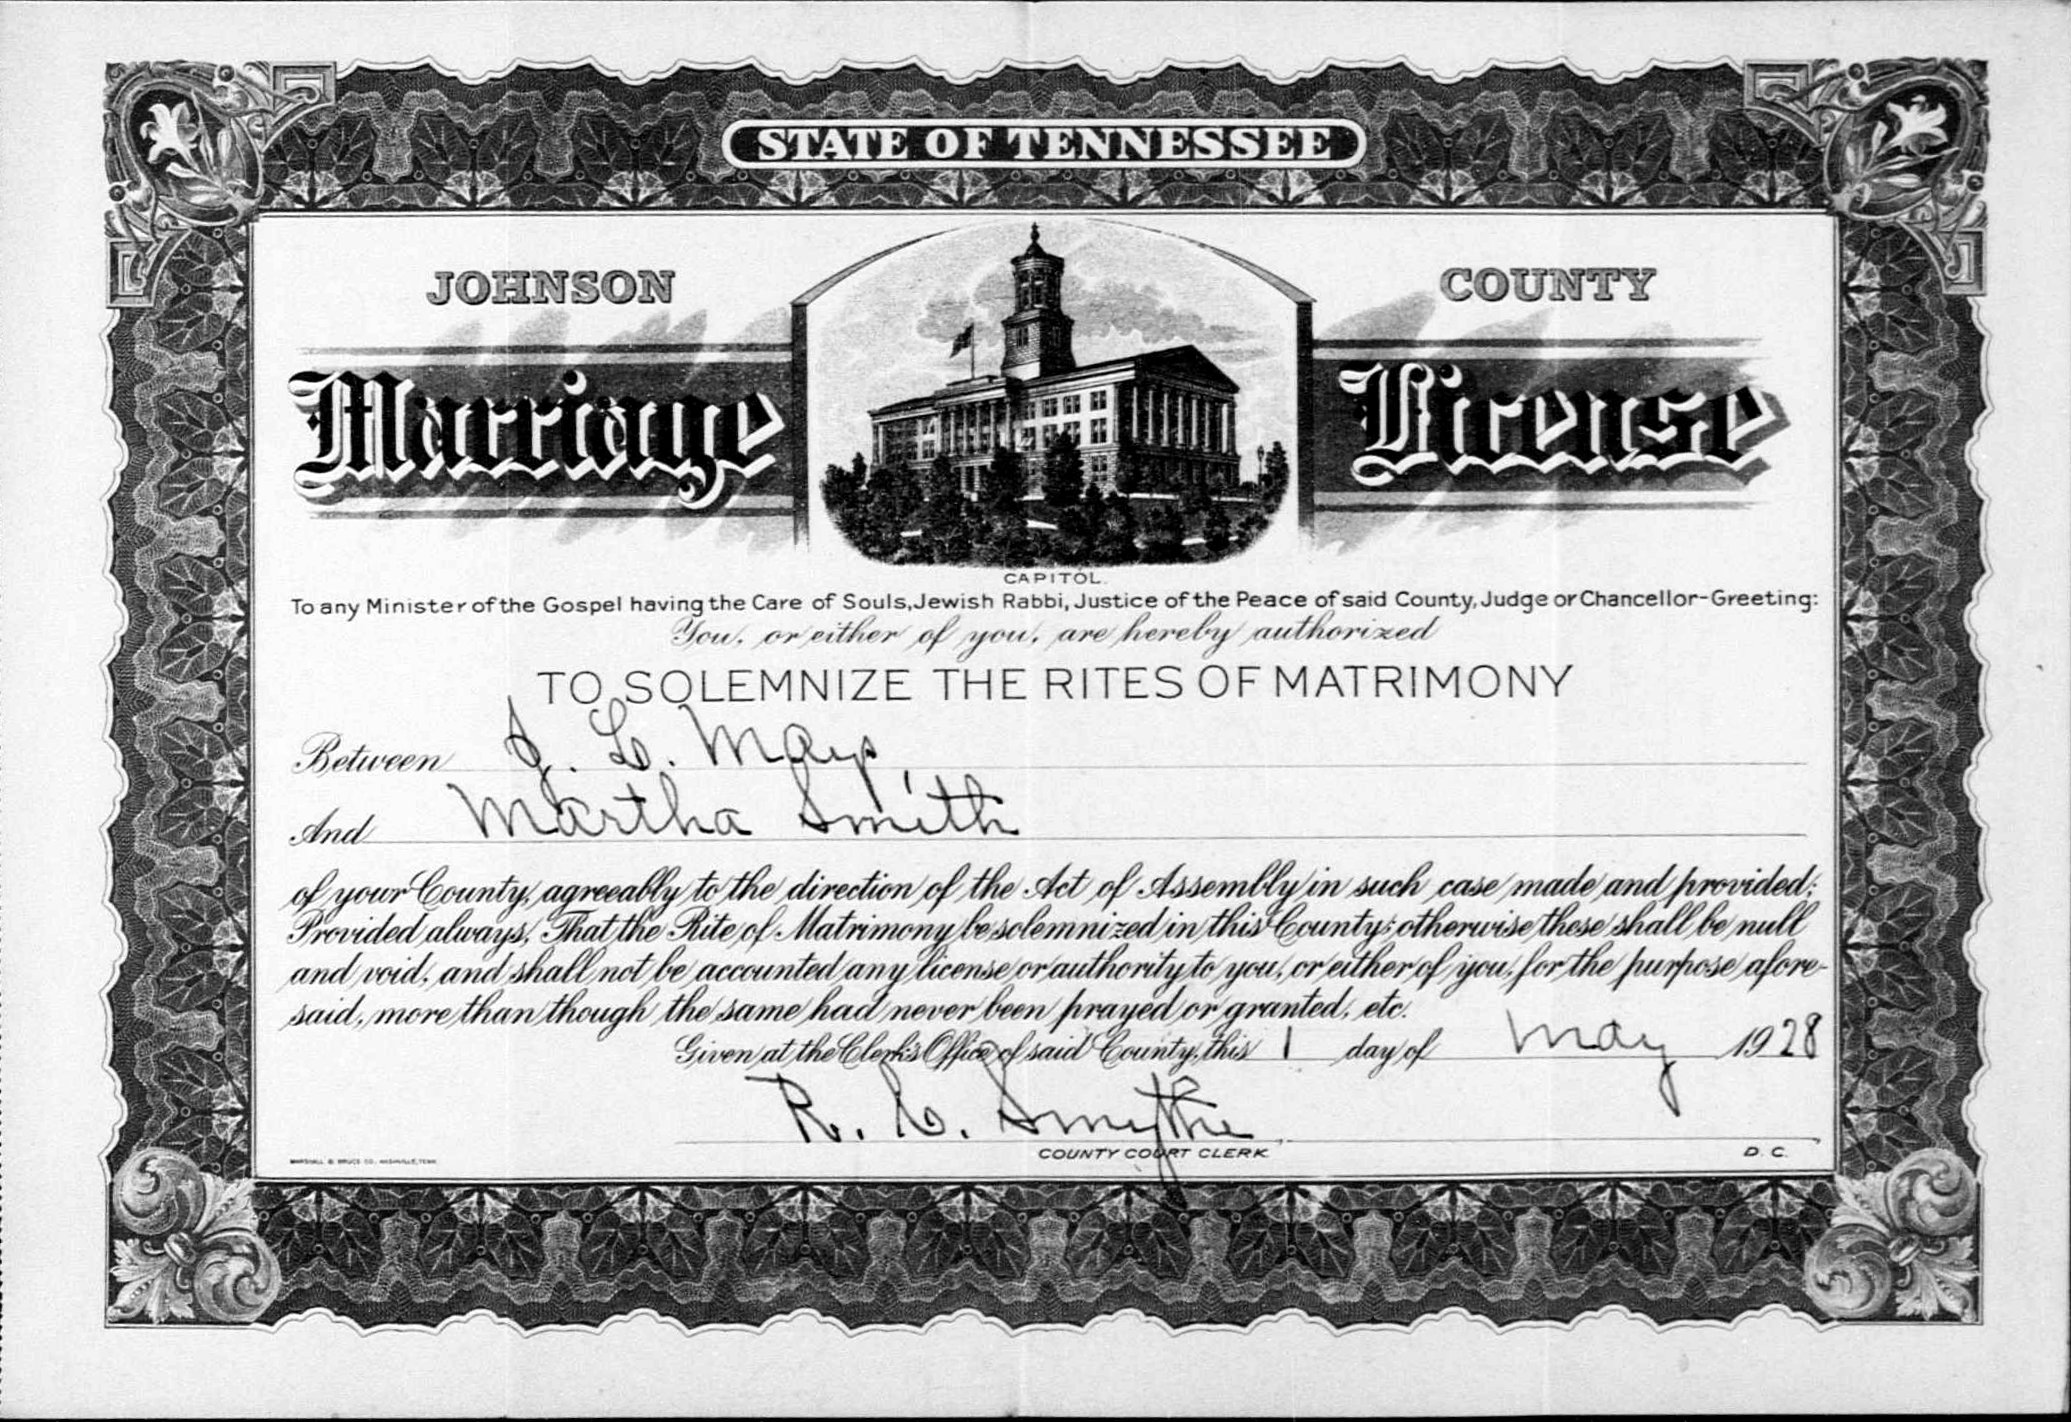 STATE OF TENNESSEE
JOHNSON COUNTY
Marriage License
CAPITOL.
To any Minister of the Gospel having the Care of Souls, Jewish Rabbi, Justice of the Peace of said County, Judge or Chancellor-Greeting:
You, or either of you, are hereby authorized
TO SOLEMNIZE THE RITES OF MATRIMONY
Between J. L. Mays
And Martha Smith
of your County, agreeably to the direction of the Act of Assembly in such case made and provided;
Provided always, That the Rite of Matrimony be solemnized in this County; otherwise these shall be null
and void, and shall not be accounted any license or authority to you, or either of you, for the purpose afore-
said, more than though the same had never been prayed or granted, etc.
Given at the Clerk's Office of said County, this 1 day of May 1928
R. C. Smythe
COUNTY COURT CLERK D. C.
MARSHALL & BRUCE CO., NASHVILLE, TENN.